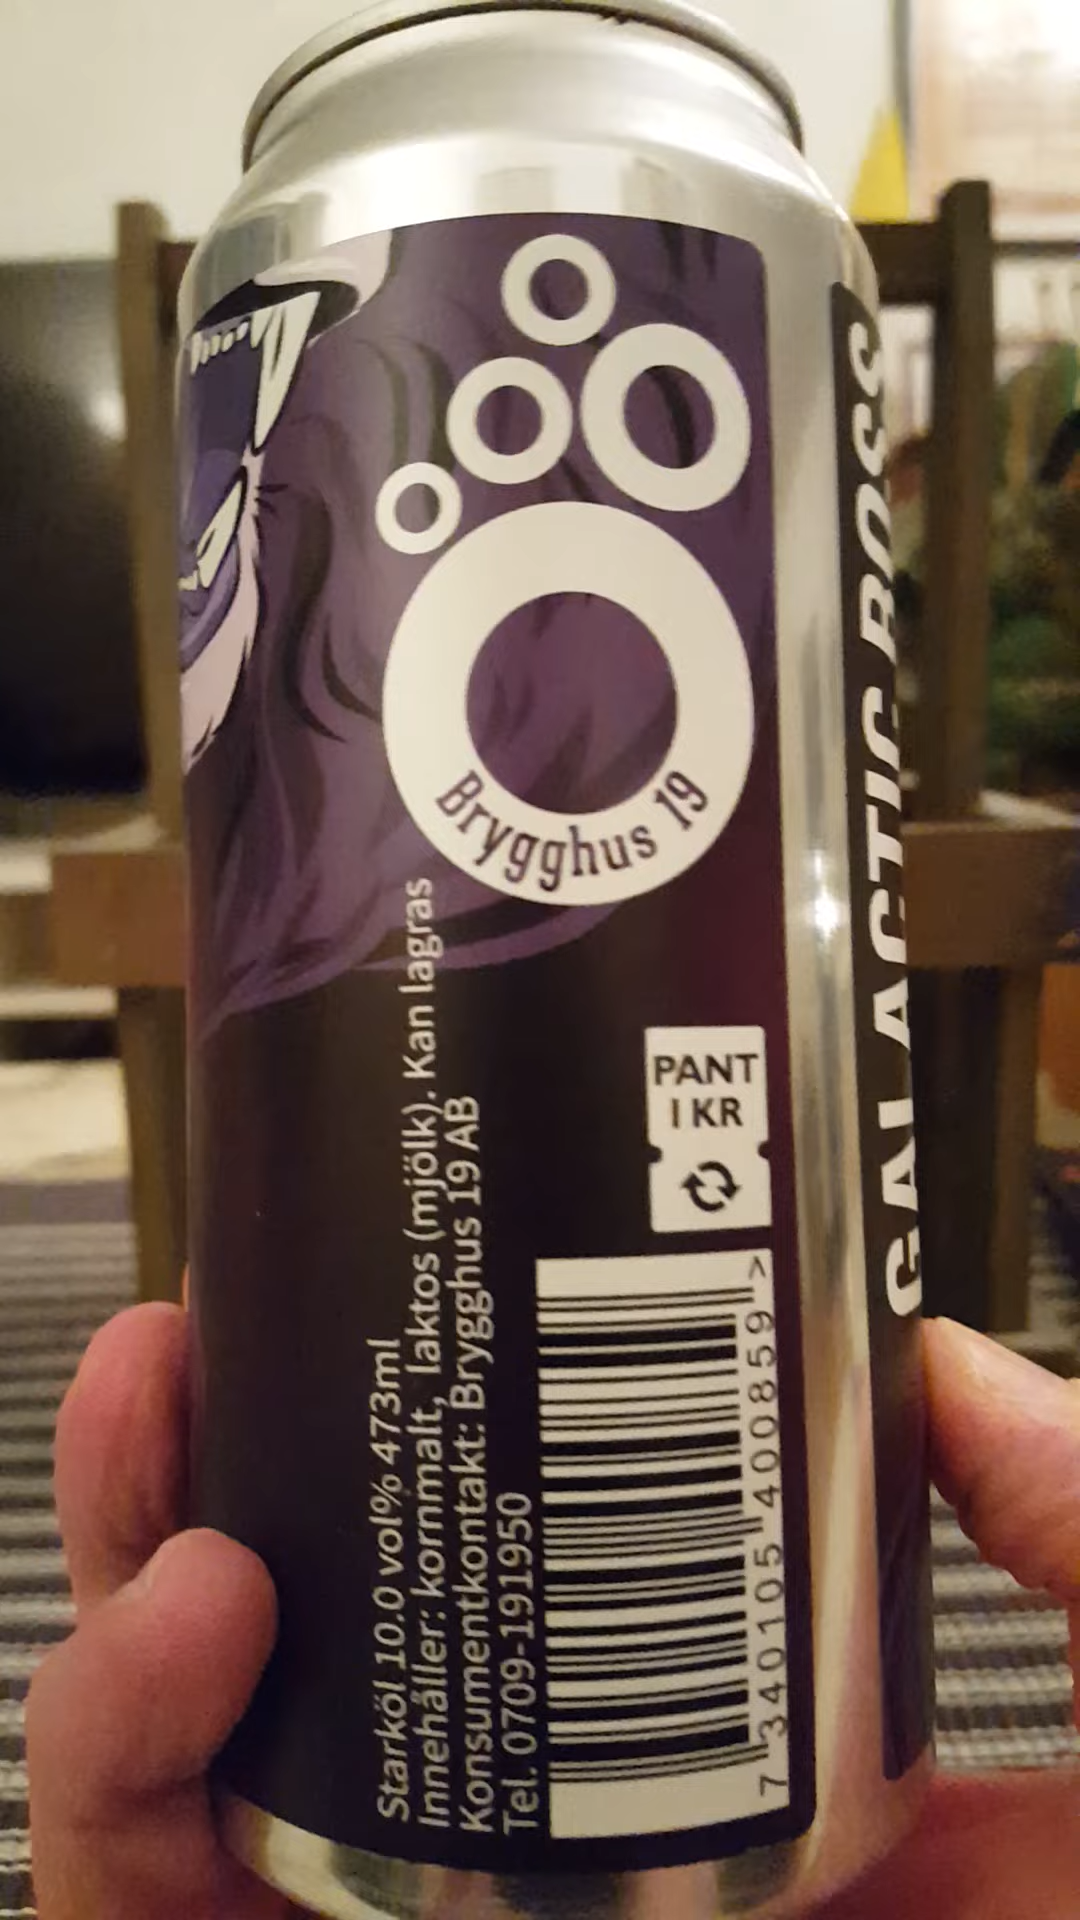 Brygghus 19
Starköl 10.0 vol% 473ml
Innehåller: kornmalt, laktos (mjölk). Kan lagras
Konsumentkontakt: Brygghus 19 AB
Tel. 0709-191950
PANT
1 KR
7 340105 400859 >
GALACTIC BOSS